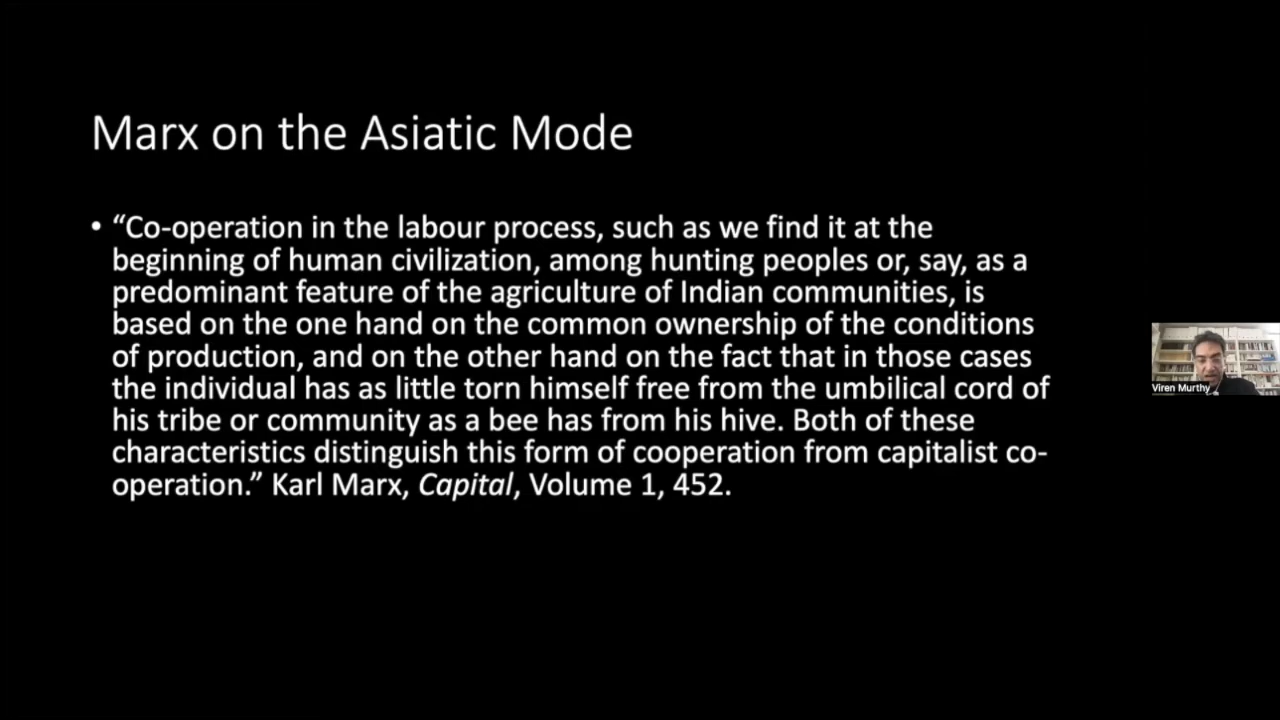 Marx on the Asiatic Mode
• “Co-operation in the labour process, such as we find it at the
beginning of human civilization, among hunting peoples or, say, as a
predominant feature of the agriculture of Indian communities, is
based on the one hand on the common ownership of the conditions
of production, and on the other hand on the fact that in those cases
the individual has as little torn himself free from the umbilical cord of
his tribe or community as a bee has from his hive. Both of these
characteristics distinguish this form of cooperation from capitalist co-
operation.” Karl Marx, Capital, Volume 1, 452.
Viren Murthy